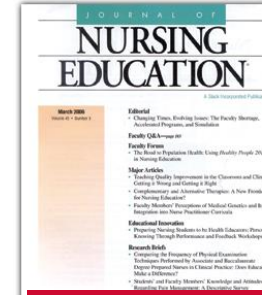 JOURNAL OF
NURSING
EDUCATION
A Slack Incorporated Publication
March 2006
Volume 45 • Number 3
Editorial
• Changing Times, Evolving Issues: The Faculty Shortage,
Accelerated Programs, and Simulation
Faculty Q&A—page
Faculty Forum
• The Road to Population Health: Using Healthy People 20
in Nursing Education
Major Articles
• Teaching Quality Improvement in the Classroom and Clin
Getting it Wrong and Getting it Right
• Complementary and Alternative Therapies: A New Fronti
for Nursing Education?
• Faculty Members' Perceptions of Medical Genetics and It
Integration into Nurse Practitioner Curricula
Educational Innovation
• Preparing Nursing Students to be Health Educators: Perso
Knowing Through Performance and Feedback Workshops
Research Briefs
• Comparing the Frequency of Physical Examination
Techniques Performed by Associate and Baccalaureate
Degree Prepared Nurses in Clinical Practice: Does Educa
Make a Difference?
• Students' and Faculty Members' Knowledge and Attitude
Regarding Pain Management: A Descriptive Survey